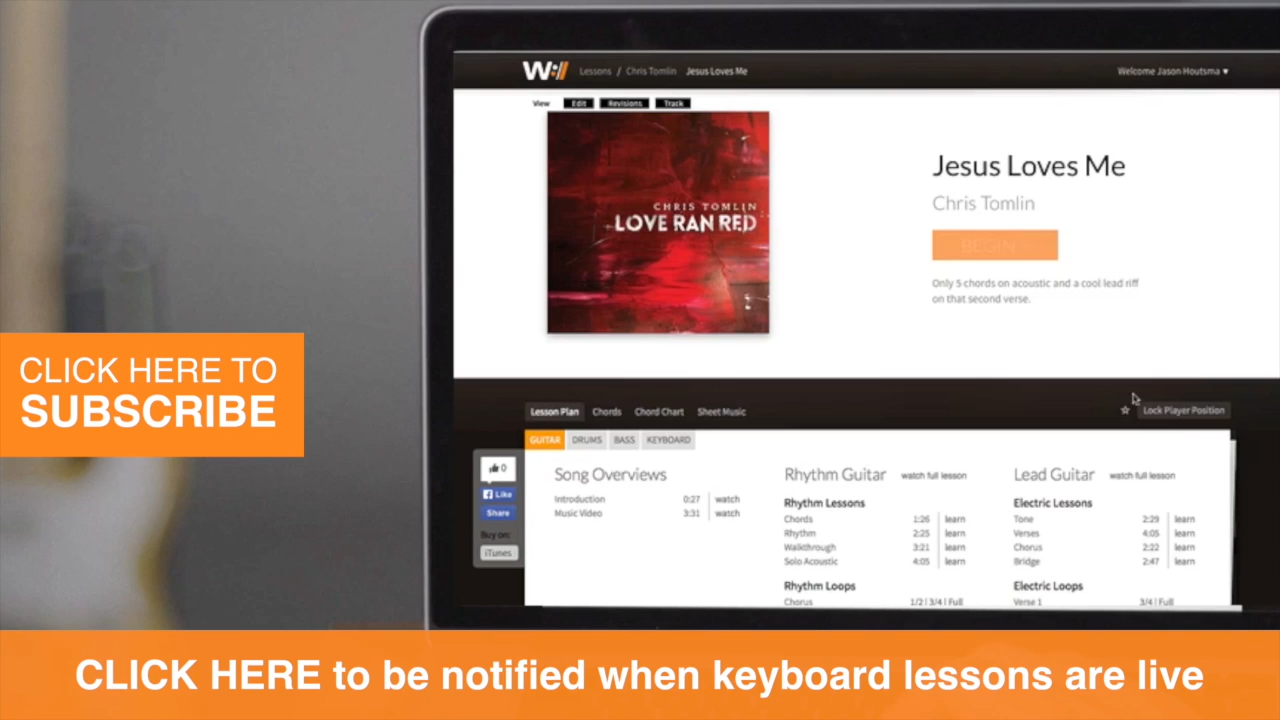 W://
Lessons / Chris Tomlin Jesus Loves Me
Welcome Jason Houtsma ▾
View Edit Revisions Track
CHRIS TOMLIN
LOVE RAN RED
Jesus Loves Me
Chris Tomlin
BEGIN
Only 5 chords on acoustic and a cool lead riff
on that second verse.
CLICK HERE TO
SUBSCRIBE
Lesson Plan Chords Chord Chart Sheet Music
☆ Lock Player Position
GUITAR DRUMS BASS KEYBOARD
0
Like
Share
Buy on:
iTunes
Song Overviews
Introduction 0:27 watch
Music Video 3:31 watch
Rhythm Guitar watch full lesson
Rhythm Lessons
Chords 1:26 learn
Rhythm 2:25 learn
Walkthrough 3:21 learn
Solo Acoustic 4:05 learn
Rhythm Loops
Chorus 1/2 | 3/4 | Full
Lead Guitar watch full lesson
Electric Lessons
Tone 2:29 learn
Verses 4:05 learn
Chorus 2:22 learn
Bridge 2:47 learn
Electric Loops
Verse 1 3/4 | Full
CLICK HERE to be notified when keyboard lessons are live